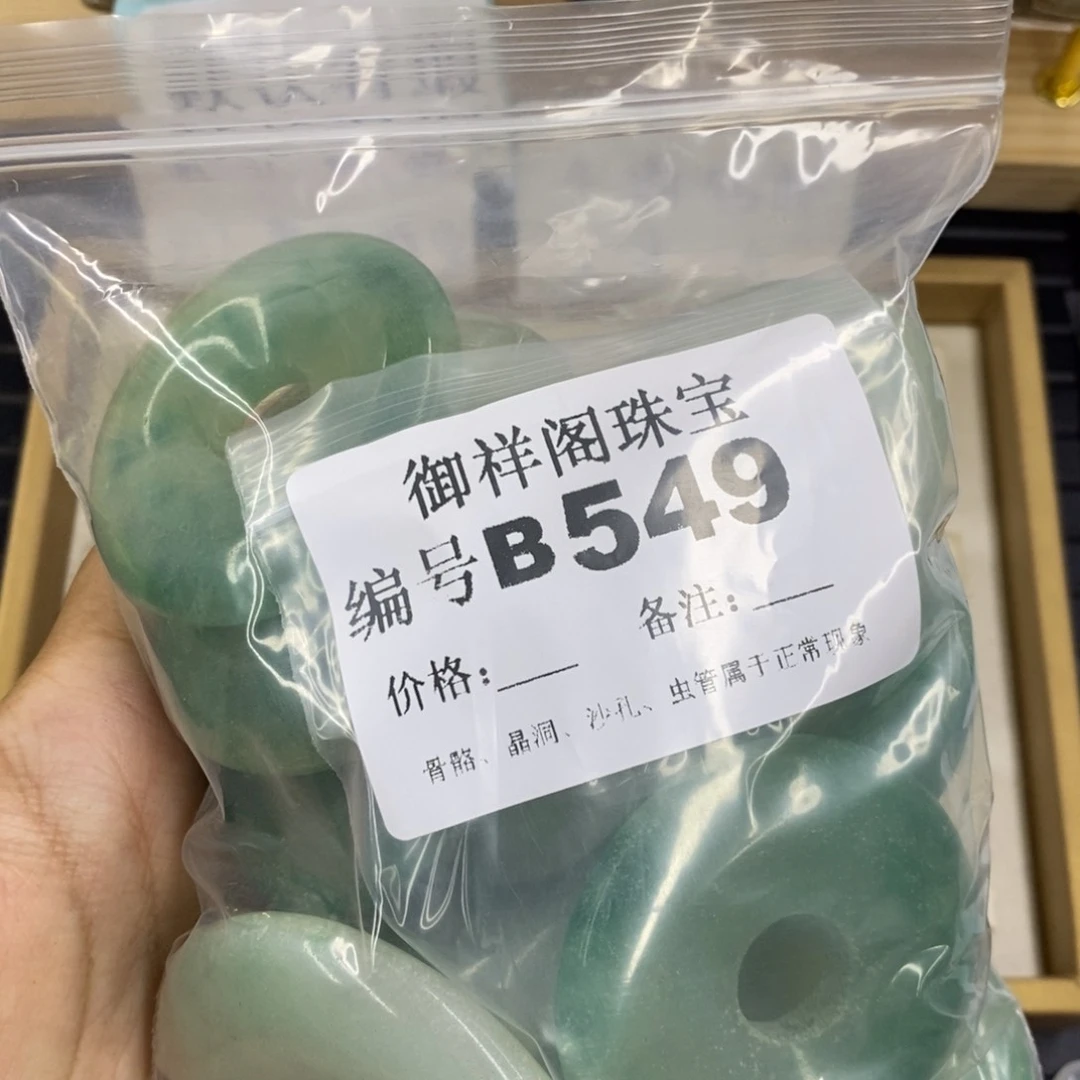 御祥阁珠宝
编号B549
备注:____
价格:____
骨骼、晶洞、沙孔、虫管属于正常现象